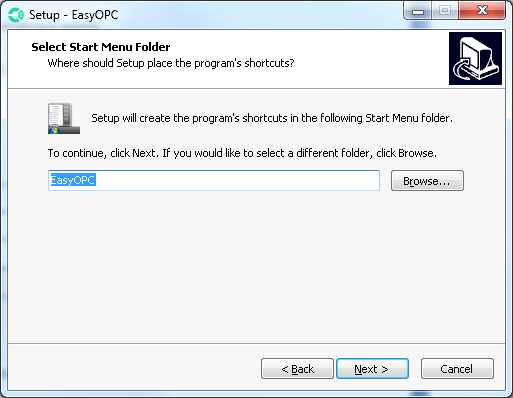 Setup - EasyOPC
Select Start Menu Folder
Where should Setup place the program's shortcuts?
Setup will create the program's shortcuts in the following Start Menu folder.
To continue, click Next. If you would like to select a different folder, click Browse.
EasyOPC
Browse...
< Back
Next >
Cancel